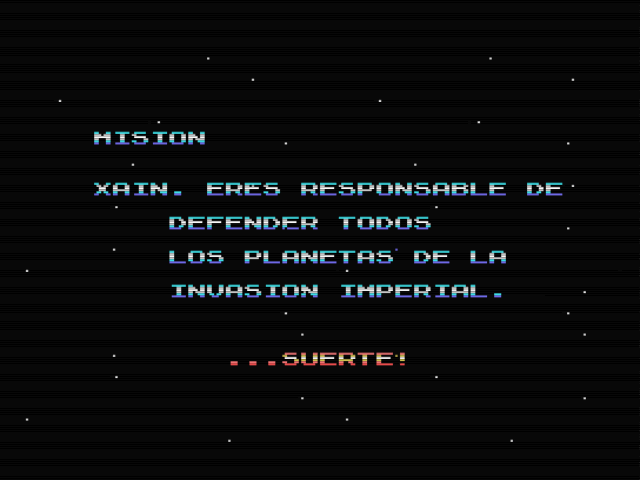 MISION
XAIN. ERES RESPONSABLE DE
DEFENDER TODOS
LOS PLANETAS DE LA
INVASION IMPERIAL.
...SUERTE!